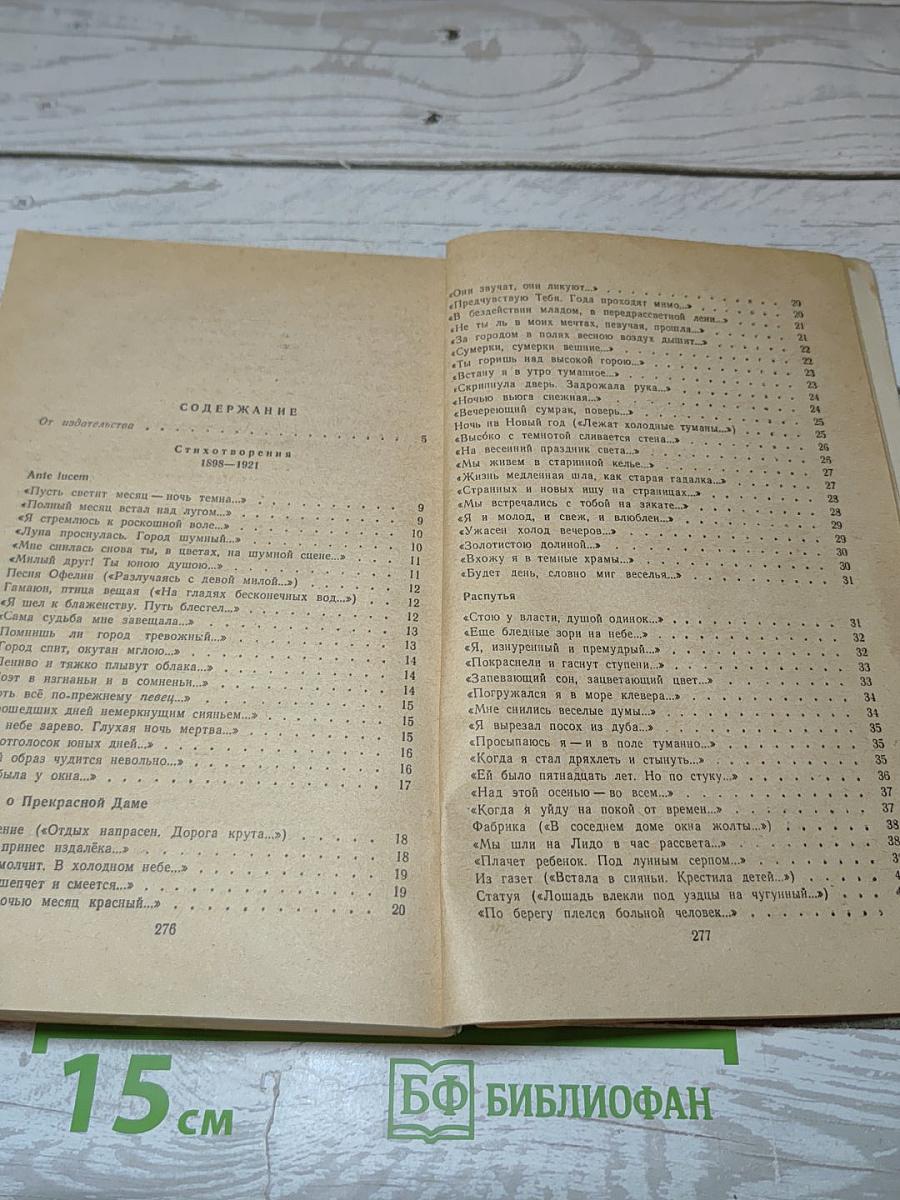 СОДЕРЖАНИЕ
От издательства . . . . . . . . . . . . . . . 5
Стихотворения
1898—1921
Ante lucem
«Пусть светит месяц — ночь темна...» . . . . . . 9
«Полный месяц встал над лугом...» . . . . . . 9
«Я стремлюсь к роскошной воле...» . . . . . . 10
«Луна проснулась. Город шумный...» . . . . . . 10
«Мне снилась снова ты, в цветах, на шумной сцене...» . . 11
«Милый друг! Ты юною душою...» . . . . . . 11
Песня Офелии («Разлучаясь с девой милой...») . . . . 12
Гамаюн, птица вещая («На гладях бесконечных вод...») . . 12
«Я шел к блаженству. Путь блестел...» . . . . . . 12
«Сама судьба мне завещала...» . . . . . . 13
Помнишь ли город тревожный...» . . . . . . 13
Город спит, окутан мглою...» . . . . . . 14
Лениво и тяжко плывут облака...» . . . . . . 14
оэт в изгнаньи и в сомненьи...» . . . . . . 14
оть всё по-прежнему певец...» . . . . . . 15
рошедших дней немеркнущим сияньем...» . . . . . . 15
небе зарево. Глухая ночь мертва...» . . . . . . 15
отголосок юных дней...» . . . . . . 16
й образ чудится невольно...» . . . . . . 16
была у окна...» . . . . . . 17
о Прекрасной Даме
ение («Отдых напрасен. Дорога крута...») . . . . . . 18
принес издалёка...» . . . . . . 18
молчит. В холодном небе...» . . . . . . 19
шепчет и смеется...» . . . . . . 19
очью месяц красный...» . . . . . . 20
276
«Они звучат, они ликуют...» . . . . . . 20
«Предчувствую Тебя. Года проходят мимо...» . . . . . . 20
«В бездействии младом, в передрассветной лени...» . . . . 21
«Не ты ль в моих мечтах, певучая, прошла...» . . . . 21
«За городом в полях весною воздух дышит...» . . . . 22
«Сумерки, сумерки вешние...» . . . . . . 22
«Ты горишь над высокой горою...» . . . . . . 23
«Встану я в утро туманное...» . . . . . . 23
«Скрипнула дверь. Задрожала рука...» . . . . . . 24
«Ночью вьюга снежная...» . . . . . . 24
«Вечереющий сумрак, поверь...» . . . . . . 25
Ночь на Новый год («Лежат холодные туманы...») . . . . 25
«Высоко с темнотой сливается стена...» . . . . . . 26
«На весенний праздник света...» . . . . . . 26
«Мы живем в старинной келье...» . . . . . . 27
«Жизнь медленная шла, как старая гадалка...» . . . . 27
«Странных и новых ищу на страницах...» . . . . . . 28
«Мы встречались с тобой на закате...» . . . . . . 28
«Я и молод, и свеж, и влюблен...» . . . . . . 29
«Ужасен холод вечеров...» . . . . . . 29
«Золотистою долиной...» . . . . . . 30
«Вхожу я в темные храмы...» . . . . . . 30
«Будет день, словно миг веселья...» . . . . . . 31
Распутья
«Стою у власти, душой одинок...» . . . . . . 31
«Еще бледные зори на небе...» . . . . . . 32
«Я, изнуренный и премудрый...» . . . . . . 32
«Покраснели и гаснут ступени...» . . . . . . 33
«Запевающий сон, зацветающий цвет...» . . . . . . 33
«Погружался я в море клевера...» . . . . . . 34
«Мне снились веселые думы...» . . . . . . 34
«Я вырезал посох из дуба...» . . . . . . 35
«Просыпаюсь я — и в поле туманно...» . . . . . . 35
«Когда я стал дряхлеть и стынуть...» . . . . . . 35
«Ей было пятнадцать лет. Но по стуку...» . . . . . . 36
«Над этой осенью — во всем...» . . . . . . 37
«Когда я уйду на покой от времен...» . . . . . . 37
Фабрика («В соседнем доме окна жолты...») . . . . . . 38
«Мы шли на Лидо в час рассвета...» . . . . . . 38
«Плачет ребенок. Под лунным серпом...» . . . . . .
Из газет («Встала в сияньи. Крестила детей...») . . . .
Статуя («Лошадь влекли под уздцы на чугунный...») . . . .
«По берегу плелся больной человек...» . . . . . .
277
15 см
БФ БИБЛИОФАН